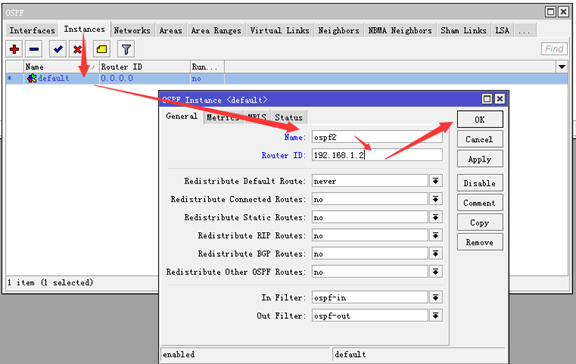 OSPF
Interfaces Instances Networks Areas Area Ranges Virtual Links Neighbors NBMA Neighbors Sham Links LSA ...
Find
Name Router ID Run...
* default 0.0.0.0 no
OSPF Instance <default>
General Metrics MPLS Status
Name: ospf2
Router ID: 192.168.1.2
Redistribute Default Route: never
Redistribute Connected Routes: no
Redistribute Static Routes: no
Redistribute RIP Routes: no
Redistribute BGP Routes: no
Redistribute Other OSPF Routes: no
In Filter: ospf-in
Out Filter: ospf-out
OK
Cancel
Apply
Disable
Comment
Copy
Remove
1 item (1 selected)
enabled default